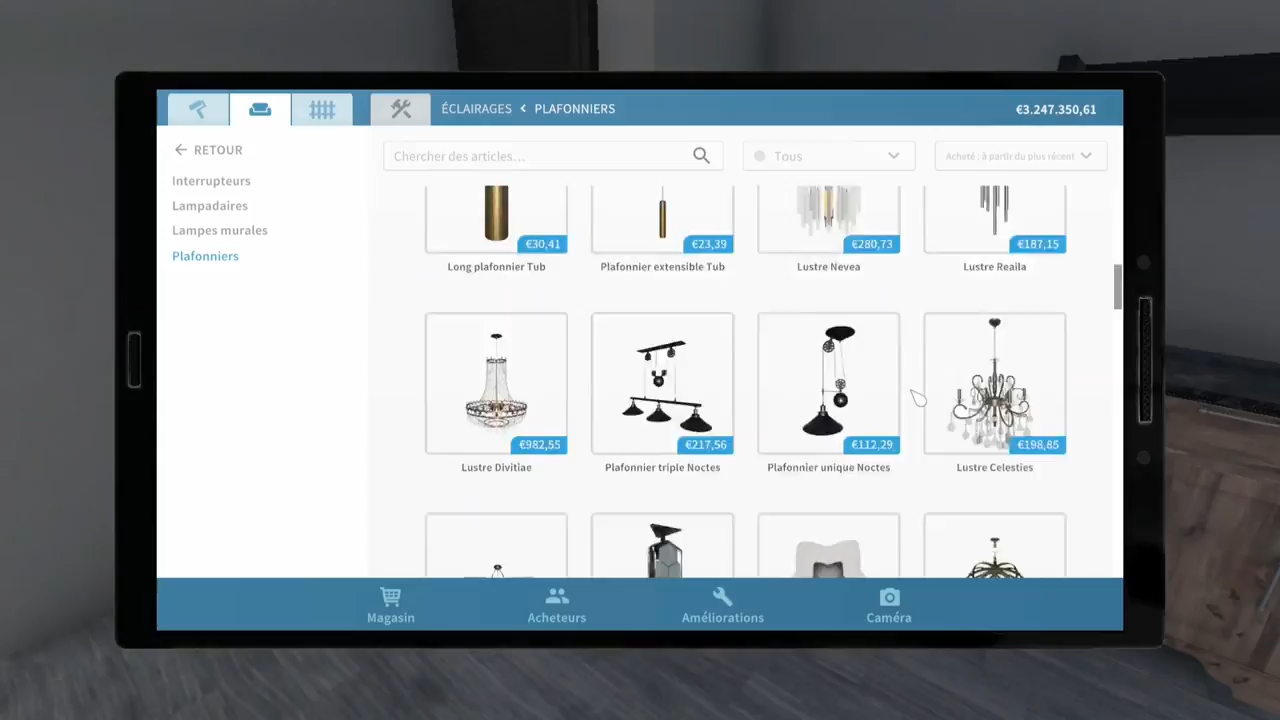 ÉCLAIRAGES < PLAFONNIERS
€3.247.350,61
RETOUR
Interrupteurs
Lampadaires
Lampes murales
Plafonniers
Chercher des articles...
Tous
Acheté : à partir du plus récent
€30,41
€23,39
€280,73
€187,15
Long plafonnier Tub
Plafonnier extensible Tub
Lustre Nevea
Lustre Reaila
€982,55
€217,56
€112,29
€198,85
Lustre Divitiae
Plafonnier triple Noctes
Plafonnier unique Noctes
Lustre Celesties
Magasin
Acheteurs
Améliorations
Caméra